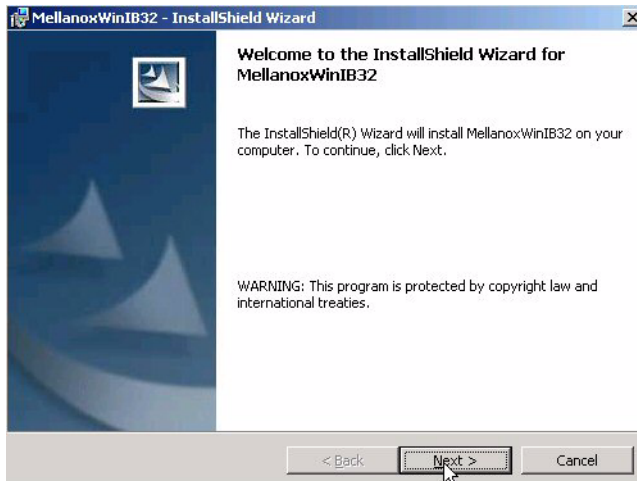 MellanoxWinIB32 - InstallShield Wizard
Welcome to the InstallShield Wizard for
MellanoxWinIB32
The InstallShield(R) Wizard will install MellanoxWinIB32 on your
computer. To continue, click Next.
WARNING: This program is protected by copyright law and
international treaties.
< Back Next > Cancel